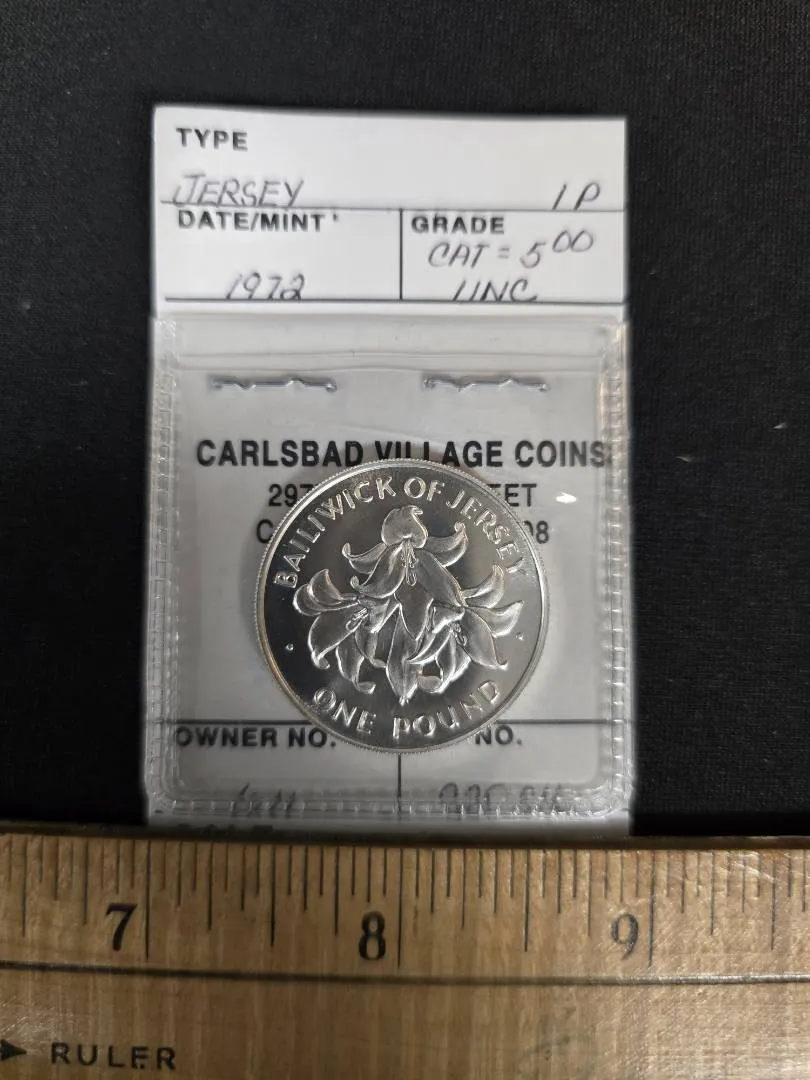 TYPE
JERSEY 1 P
DATE/MINT GRADE
CAT = 5 00
1972 UNC
CARLSBAD VILLAGE COINS
BAILIWICK OF JERSEY
ONE POUND
OWNER NO. NO.
7 8 9
RULER